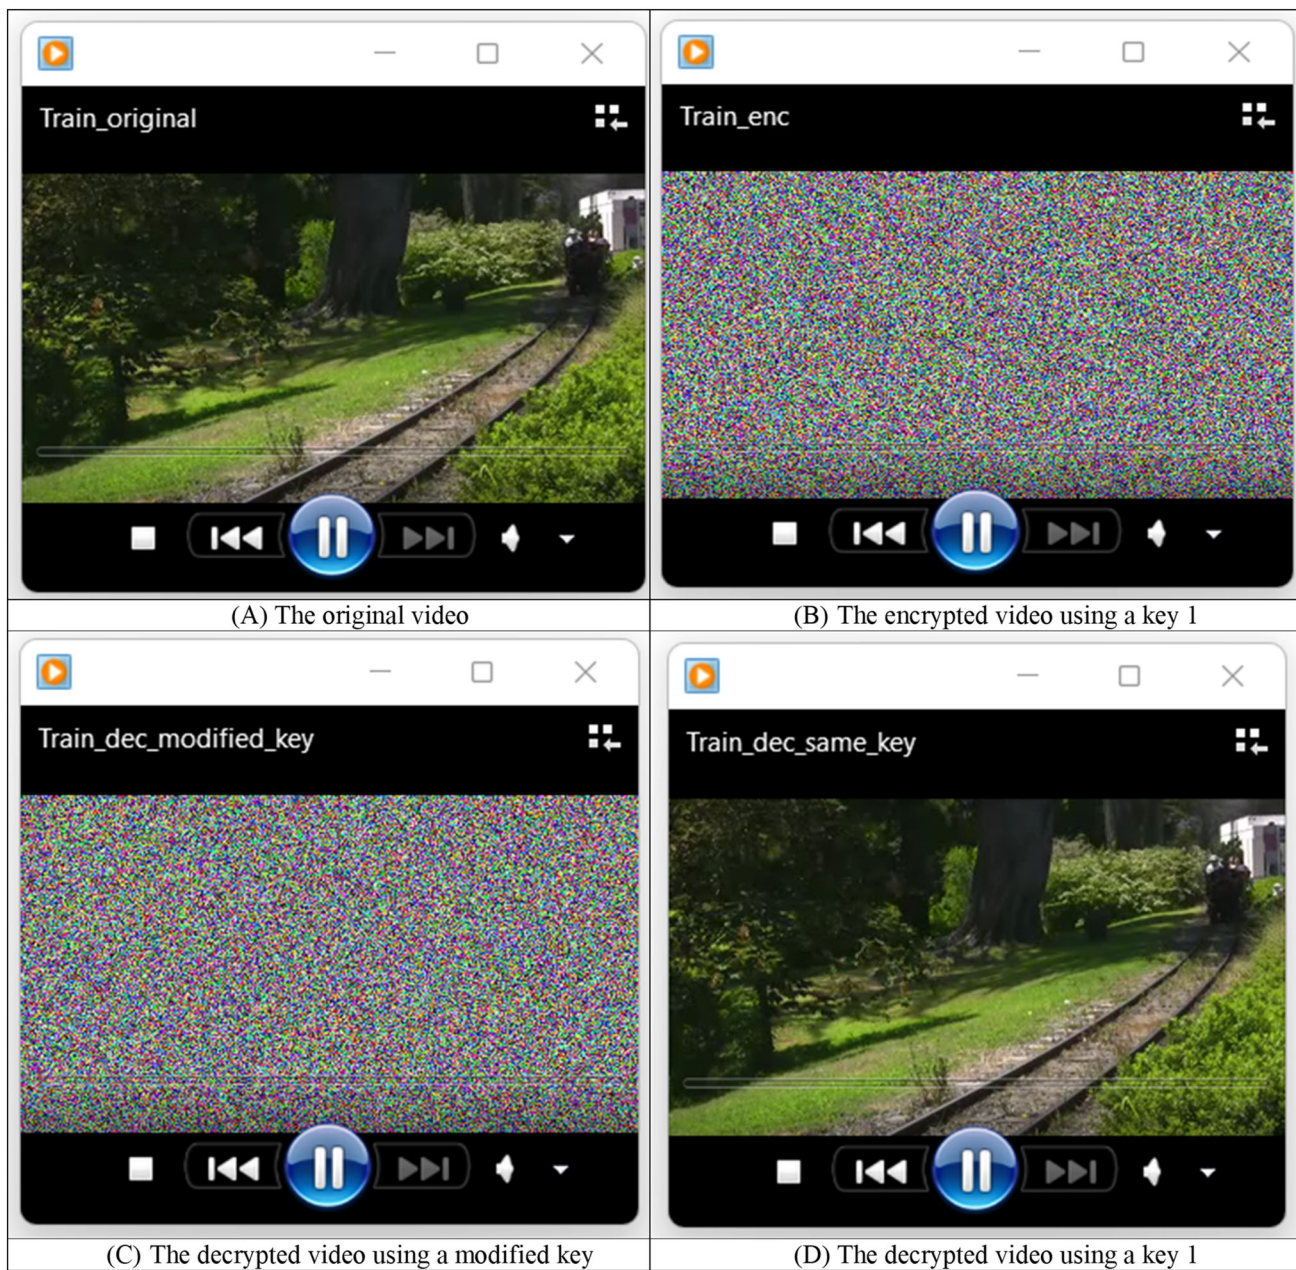 Train_original
Train_enc
(A) The original video
(B) The encrypted video using a key 1
Train_dec_modified_key
Train_dec_same_key
(C) The decrypted video using a modified key
(D) The decrypted video using a key 1